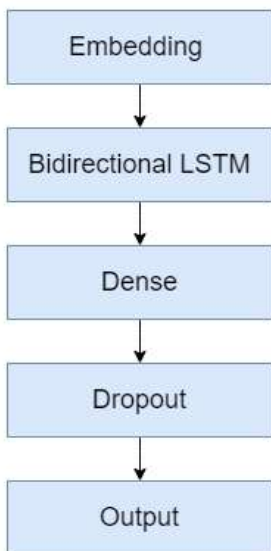 Embedding
Bidirectional LSTM
Dense
Dropout
Output